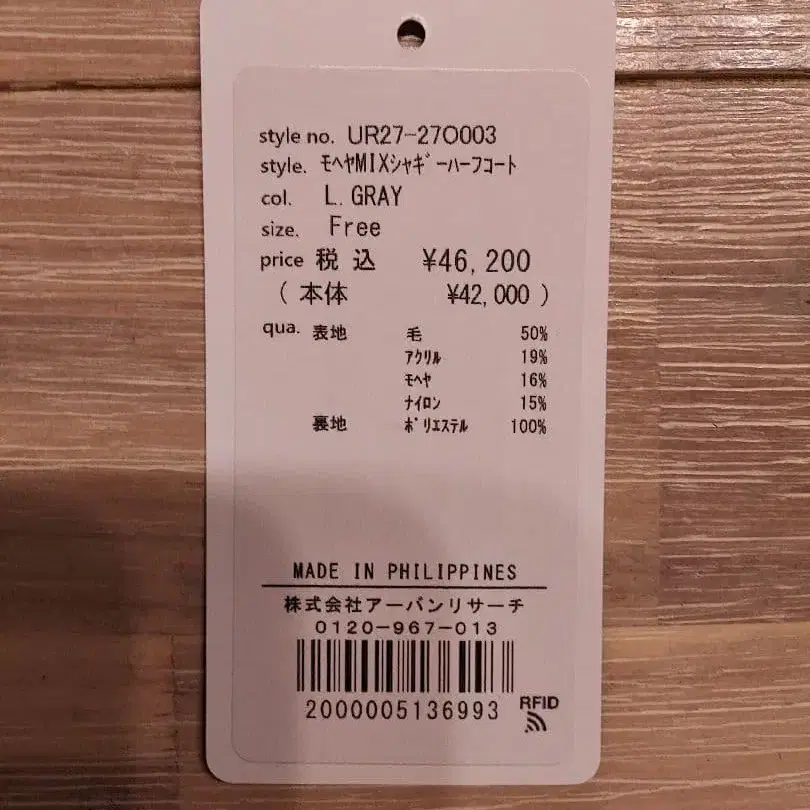 style no. UR27-27O003
style. ﾓﾍﾔMIXｼｬｷﾞｰﾊｰﾌｺｰﾄ
col. L.GRAY
size. Free
price 税込 ¥46,200
( 本体 ¥42,000 )
qua. 表地 毛 50%
ｱｸﾘﾙ 19%
ﾓﾍﾔ 16%
ﾅｲﾛﾝ 15%
裏地 ﾎﾟﾘｴｽﾃﾙ 100%
MADE IN PHILIPPINES
株式会社アーバンリサーチ
0120-967-013
2000005136993
RFID